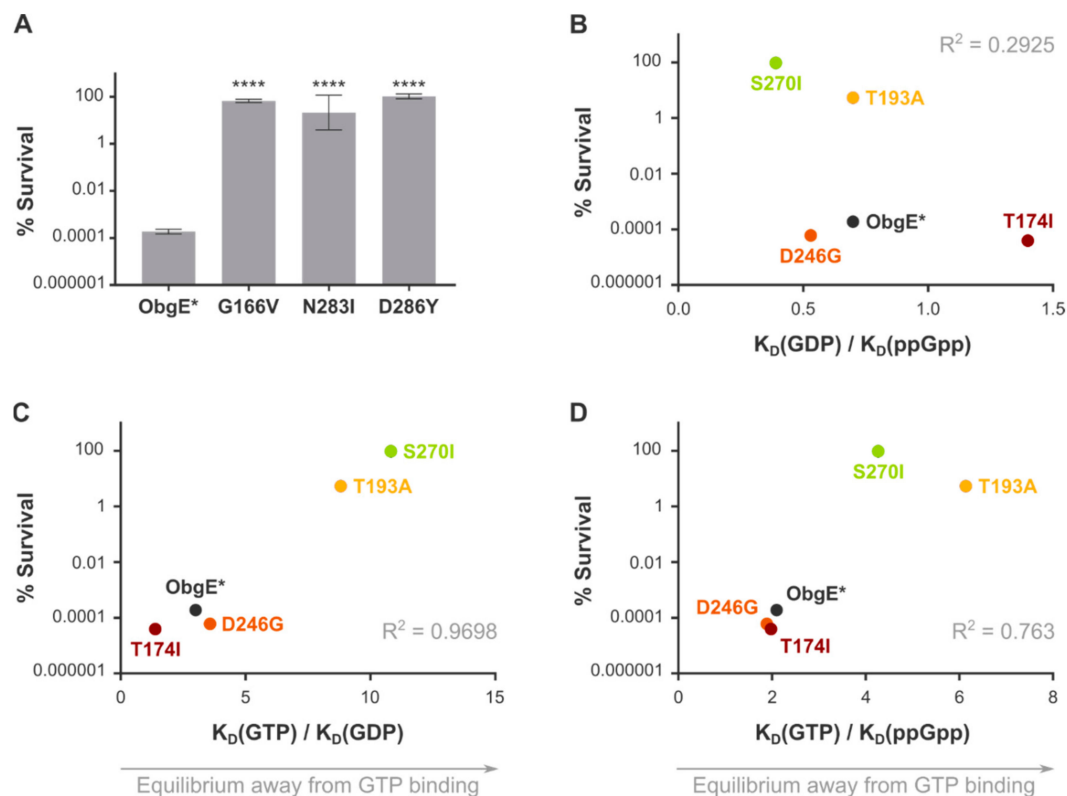 A
% Survival
100
1
0.01
0.0001
0.000001
****
****
****
ObgE*
G166V
N283I
D286Y
B
R² = 0.2925
% Survival
100
1
0.01
0.0001
0.000001
S270I
T193A
ObgE*
D246G
T174I
0.0
0.5
1.0
1.5
K_D(GDP) / K_D(ppGpp)
C
% Survival
100
1
0.01
0.0001
0.000001
S270I
T193A
ObgE*
D246G
T174I
R² = 0.9698
0
5
10
15
K_D(GTP) / K_D(GDP)
Equilibrium away from GTP binding
D
% Survival
100
1
0.01
0.0001
0.000001
S270I
T193A
D246G
ObgE*
T174I
R² = 0.763
0
2
4
6
8
K_D(GTP) / K_D(ppGpp)
Equilibrium away from GTP binding